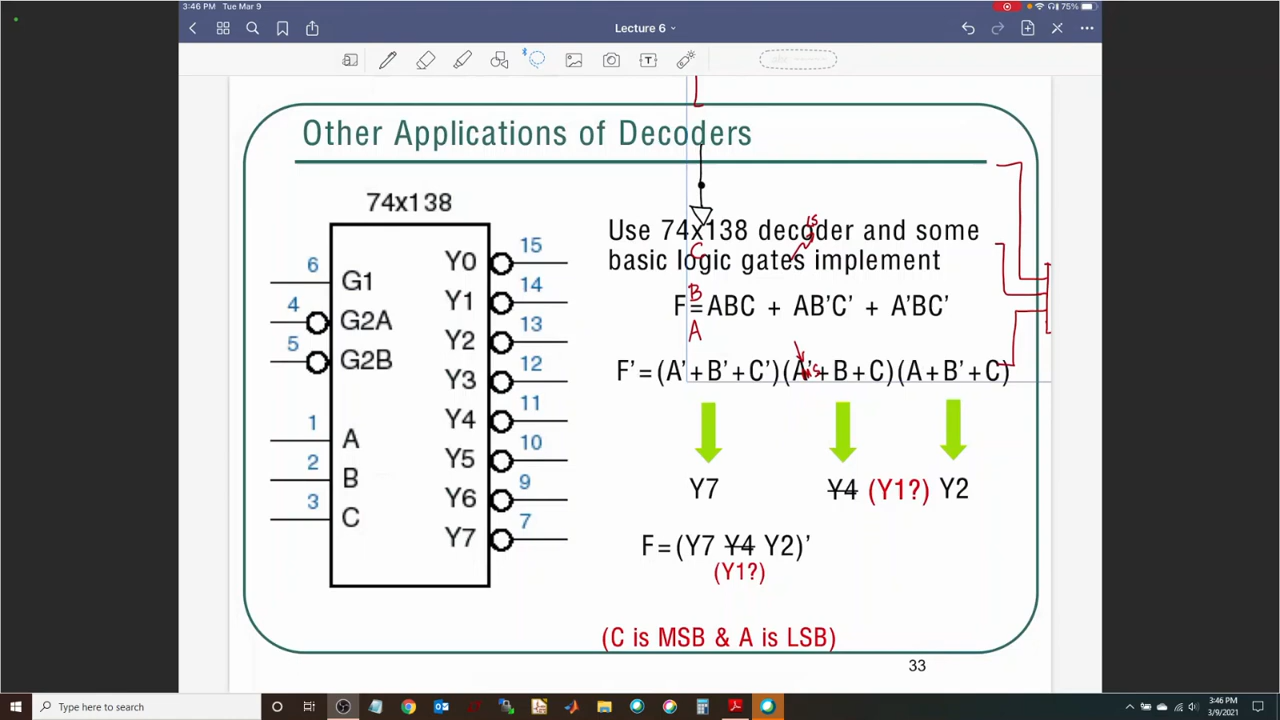 3:46 PM Tue Mar 9
75%
Lecture 6
Other Applications of Decoders
74x138
6 G1
4 G2A
5 G2B
1 A
2 B
3 C
Y0 15
Y1 14
Y2 13
Y3 12
Y4 11
Y5 10
Y6 9
Y7 7
Use 74x138 decoder and some
basic logic gates implement
F = ABC + AB'C' + A'BC'
F' = (A' + B' + C')(A' + B + C)(A + B' + C)
C
B
A
Y7 Y4 (Y1?) Y2
F = (Y7 Y4 Y2)'
(Y1?)
(C is MSB & A is LSB)
33
Type here to search
3:46 PM
3/9/2021